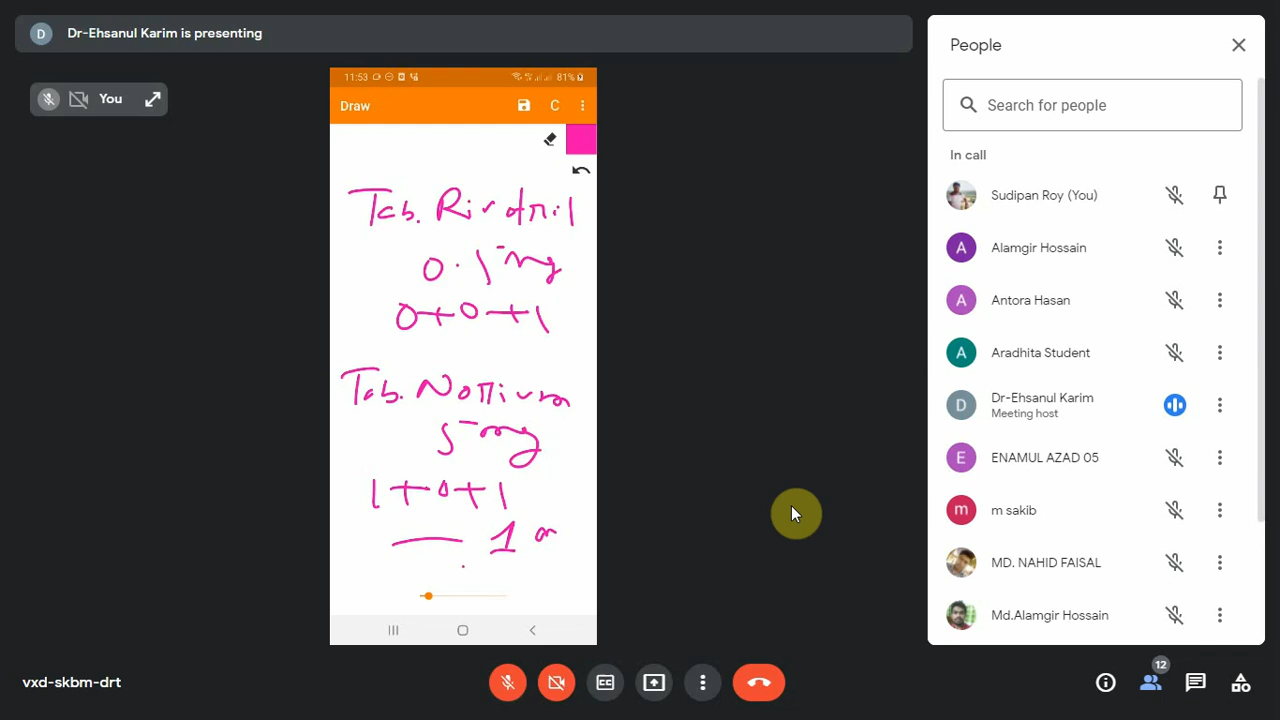 Dr-Ehsanul Karim is presenting
You
11:53
81%
Draw
C
Tab. Rivotril
0.5mg
0+0+1
Tab. Norium
5mg
1+0+1
1
People
Search for people
In call
Sudipan Roy (You)
Alamgir Hossain
Antora Hasan
Aradhita Student
Dr-Ehsanul Karim
Meeting host
ENAMUL AZAD 05
m sakib
MD. NAHID FAISAL
Md.Alamgir Hossain
vxd-skbm-drt
12